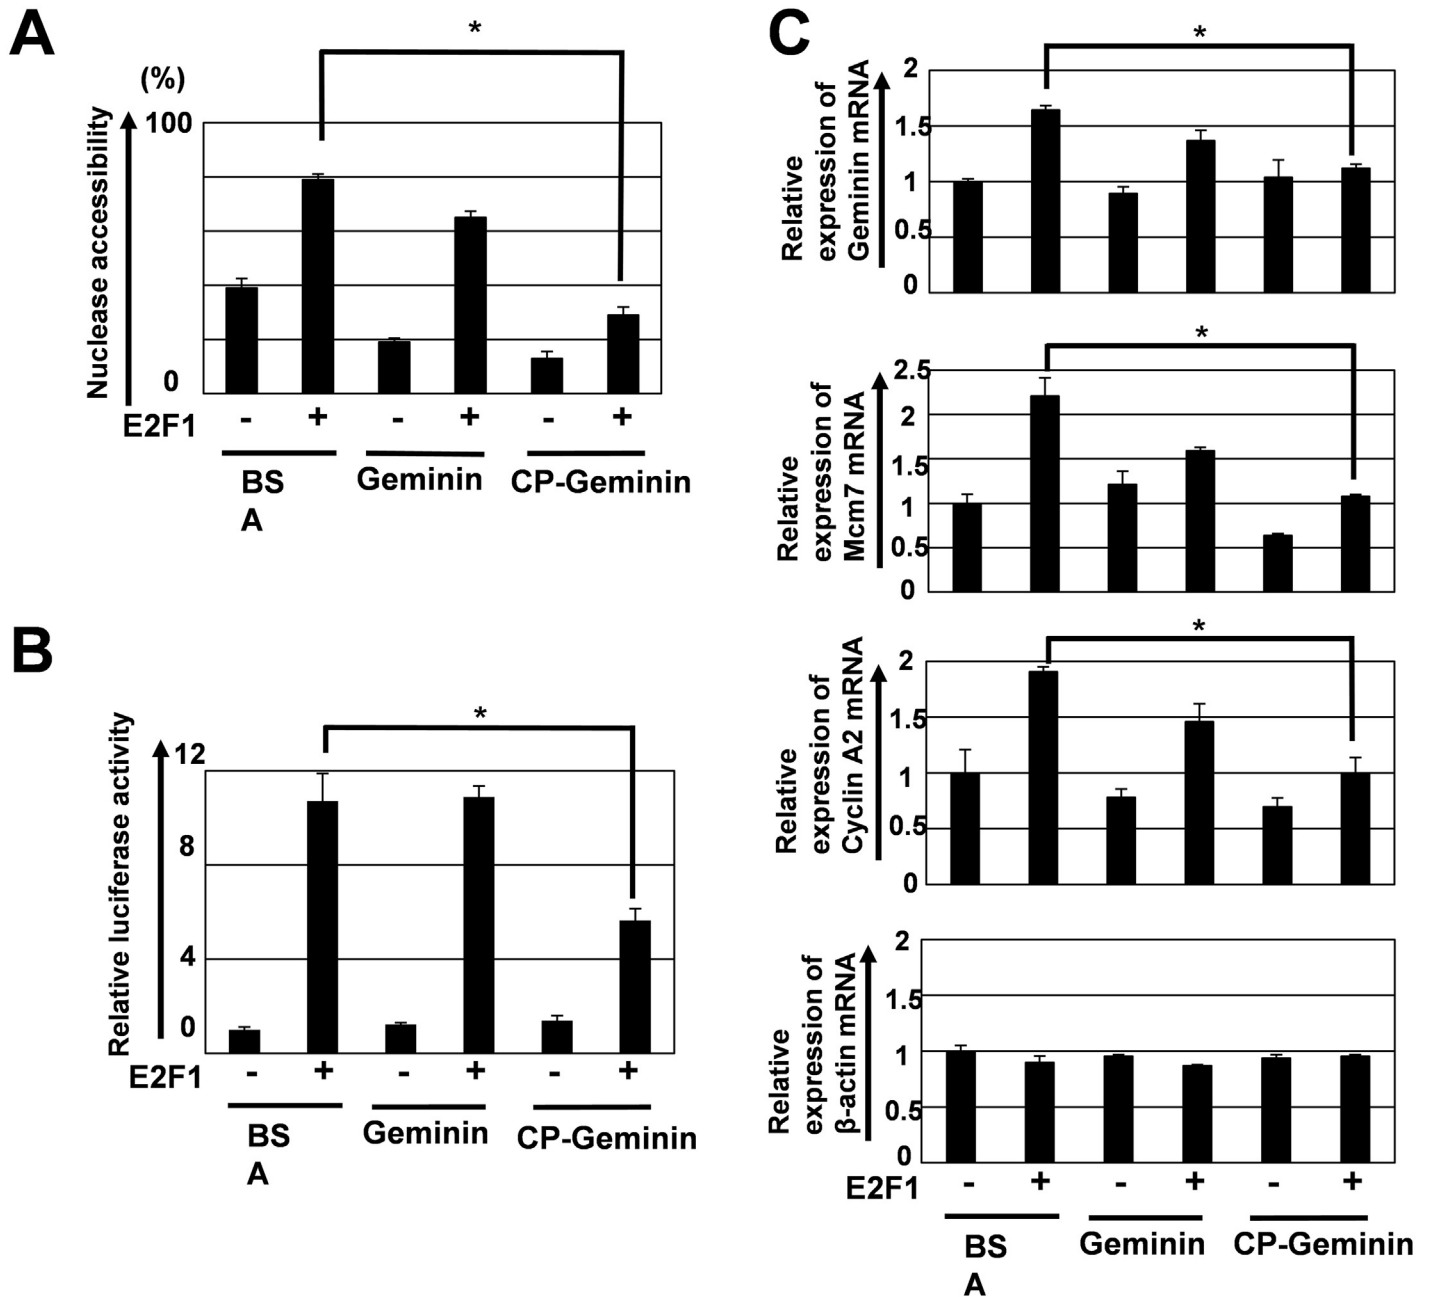 A
*
(%)
Nuclease accessibility
100
0
E2F1 - + - + - +
BS
A
Geminin
CP-Geminin
B
*
Relative luciferase activity
12
8
4
0
E2F1 - + - + - +
BS
A
Geminin
CP-Geminin
C
*
Relative
expression of
Geminin mRNA
2
1.5
1
0.5
0
*
Relative
expression of
Mcm7 mRNA
2.5
2
1.5
1
0.5
0
*
Relative
expression of
Cyclin A2 mRNA
2
1.5
1
0.5
0
Relative
expression of
β-actin mRNA
2
1.5
1
0.5
0
E2F1 - + - + - +
BS
A
Geminin
CP-Geminin